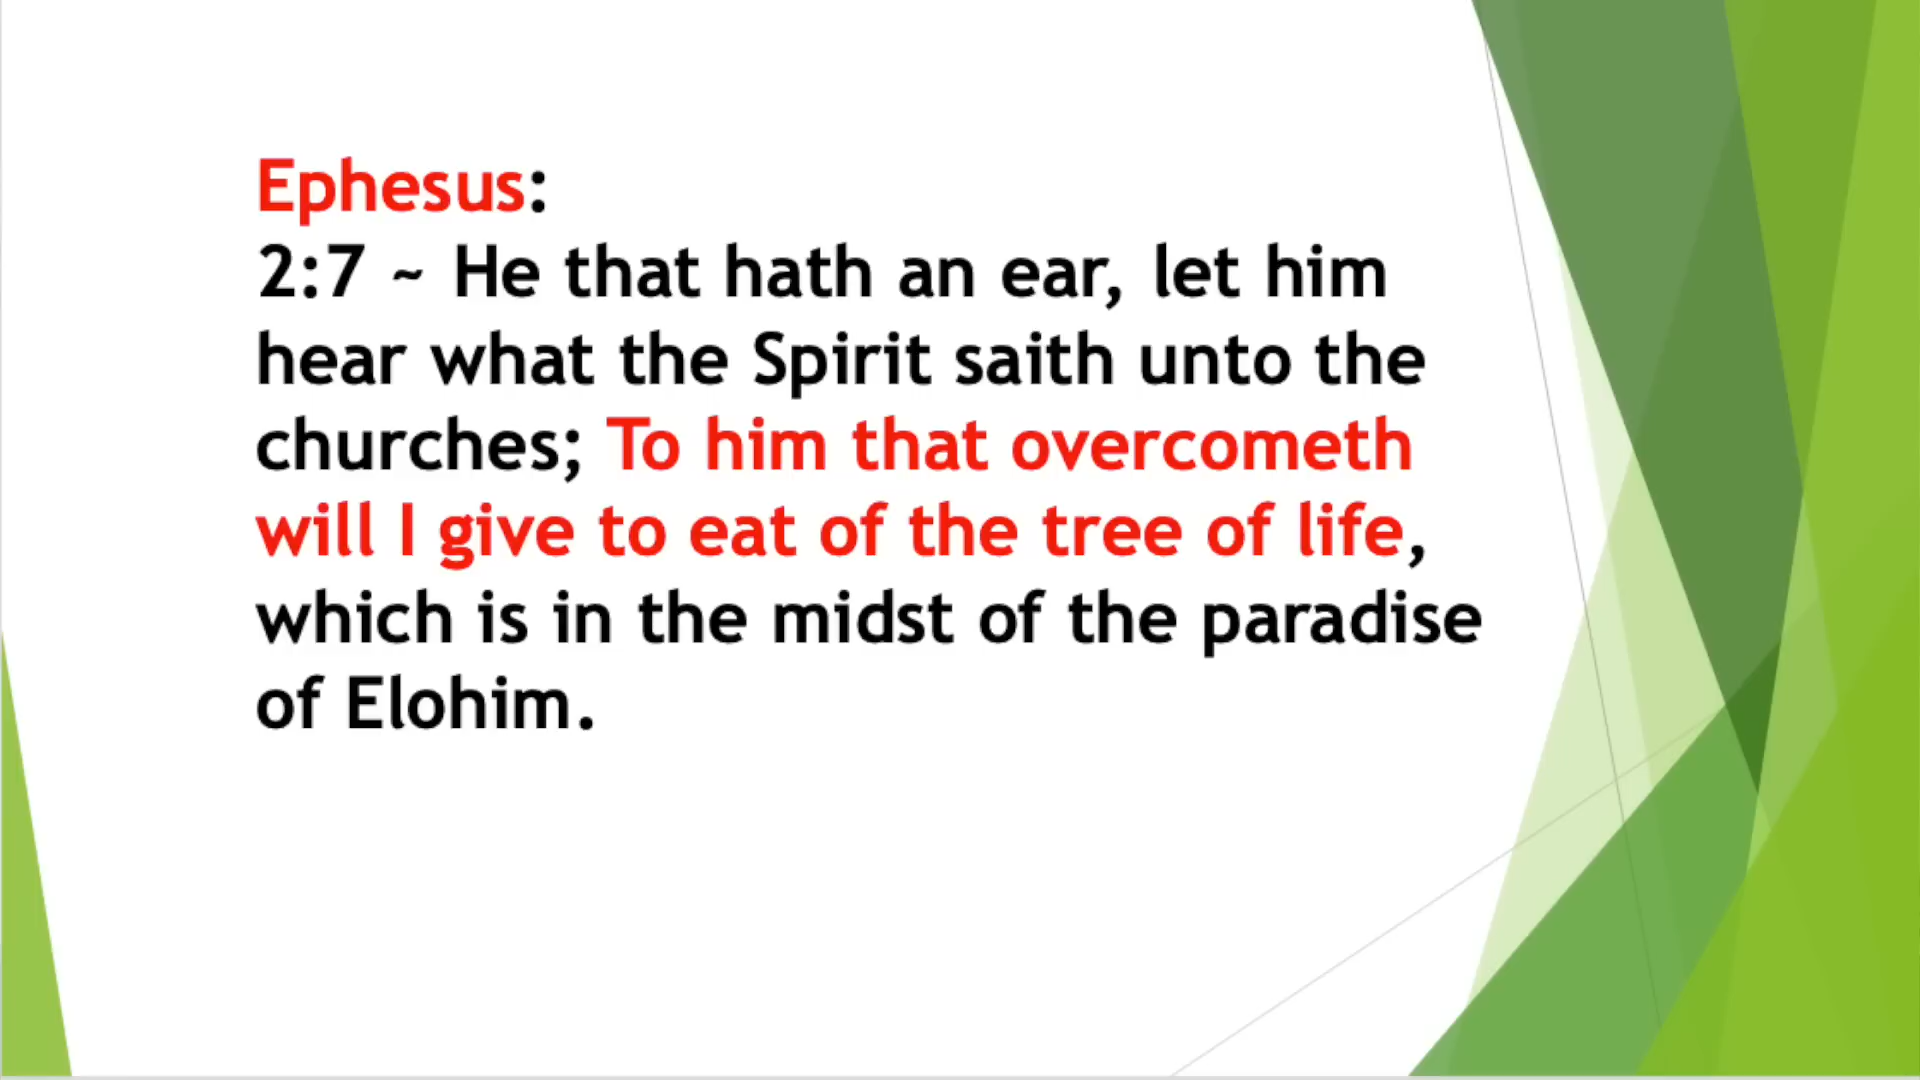 Ephesus:
2:7 ~ He that hath an ear, let him
hear what the Spirit saith unto the
churches; To him that overcometh
will I give to eat of the tree of life,
which is in the midst of the paradise
of Elohim.